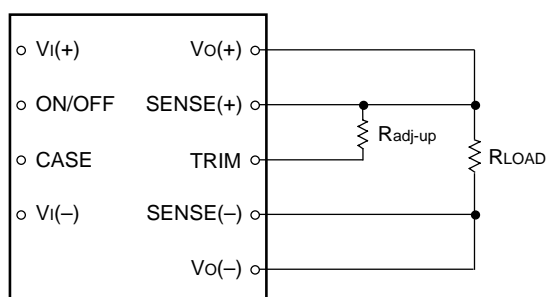 VI(+) VO(+)
ON/OFF SENSE(+)
Radj-up
CASE TRIM RLOAD
VI(–) SENSE(–)
VO(–)